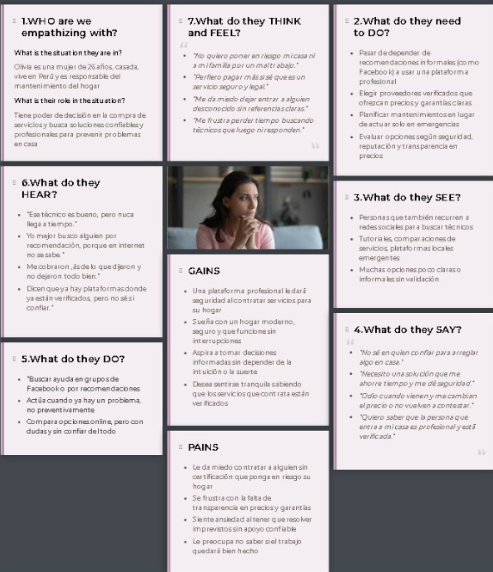 1.WHO are we
empathizing with?
What is the situation they are in?
Olivia es una mujer de 26 años, casada,
vive en Perú y es responsable del
mantenimiento del hogar
What is their role in the situation?
Tiene poder de decisión en la compra de
servicios y busca soluciones confiables y
profesionales para prevenir problemas
en casa
6.What do they
HEAR?
"Ese técnico es bueno, pero nunca
llega a tiempo."
Yo mejor busco alguien por
recomendación, porque en internet
no se sabe."
Me cobraron más de lo que dijeron y
no dejaron todo bien."
Dicen que ya hay plataformas donde
ya están verificados, pero no sé si
confiar."
5.What do they DO?
"Buscar ayuda en grupos de
Facebook o por recomendaciones
Actúa cuando ya hay un problema,
no preventivamente
Compara opciones online, pero con
dudas y sin confiar del todo
7.What do they THINK
and FEEL?
"No quiero poner en riesgo mi casa ni
a mi familia por un mal trabajo."
"Prefiero pagar más si sé que es un
servicio seguro y legal."
"Me da miedo dejar entrar a alguien
desconocido sin referencias claras."
"Me frustra perder tiempo buscando
técnicos que luego ni responden."
GAINS
Una plataforma profesional le dará
seguridad al contratar servicios para
su hogar
Sueña con un hogar moderno,
seguro y que funcione sin
interrupciones
Aspira a tomar decisiones
informadas sin depender de la
intuición o la suerte
Desea sentirse tranquila sabiendo
que los servicios que contrata están
verificados
PAINS
Le da miedo contratar a alguien sin
certificación que ponga en riesgo su
hogar
Se frustra con la falta de
transparencia en precios y garantías
Siente ansiedad al tener que resolver
imprevistos sin apoyo confiable
Le preocupa no saber si el trabajo
quedará bien hecho
2.What do they need
to DO?
Pasar de depender de
recomendaciones informales (como
Facebook) a usar una plataforma
profesional
Elegir proveedores verificados que
ofrezcan precios y garantías claras
Planificar mantenimientos en lugar
de actuar solo en emergencias
Evaluar opciones según seguridad,
reputación y transparencia en
precios
3.What do they SEE?
Personas que también recurren a
redes sociales para buscar técnicos
Tutoriales, comparaciones de
servicios, plataformas locales
emergentes
Muchas opciones poco claras o
informales sin validación
4.What do they SAY?
"No sé en quién confiar para arreglar
algo en casa."
"Necesito una solución que me
ahorre tiempo y me dé seguridad."
"Odio cuando vienen y me cambian
el precio o no vuelven a contestar."
"Quiero saber que la persona que
entra a mi casa es profesional y está
verificada."